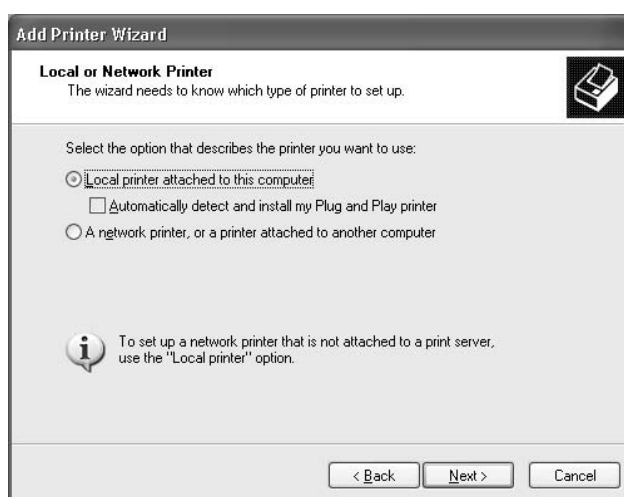 Add Printer Wizard
Local or Network Printer
The wizard needs to know which type of printer to set up.
Select the option that describes the printer you want to use:
Local printer attached to this computer
Automatically detect and install my Plug and Play printer
A network printer, or a printer attached to another computer
To set up a network printer that is not attached to a print server,
use the "Local printer" option.
< Back Next > Cancel